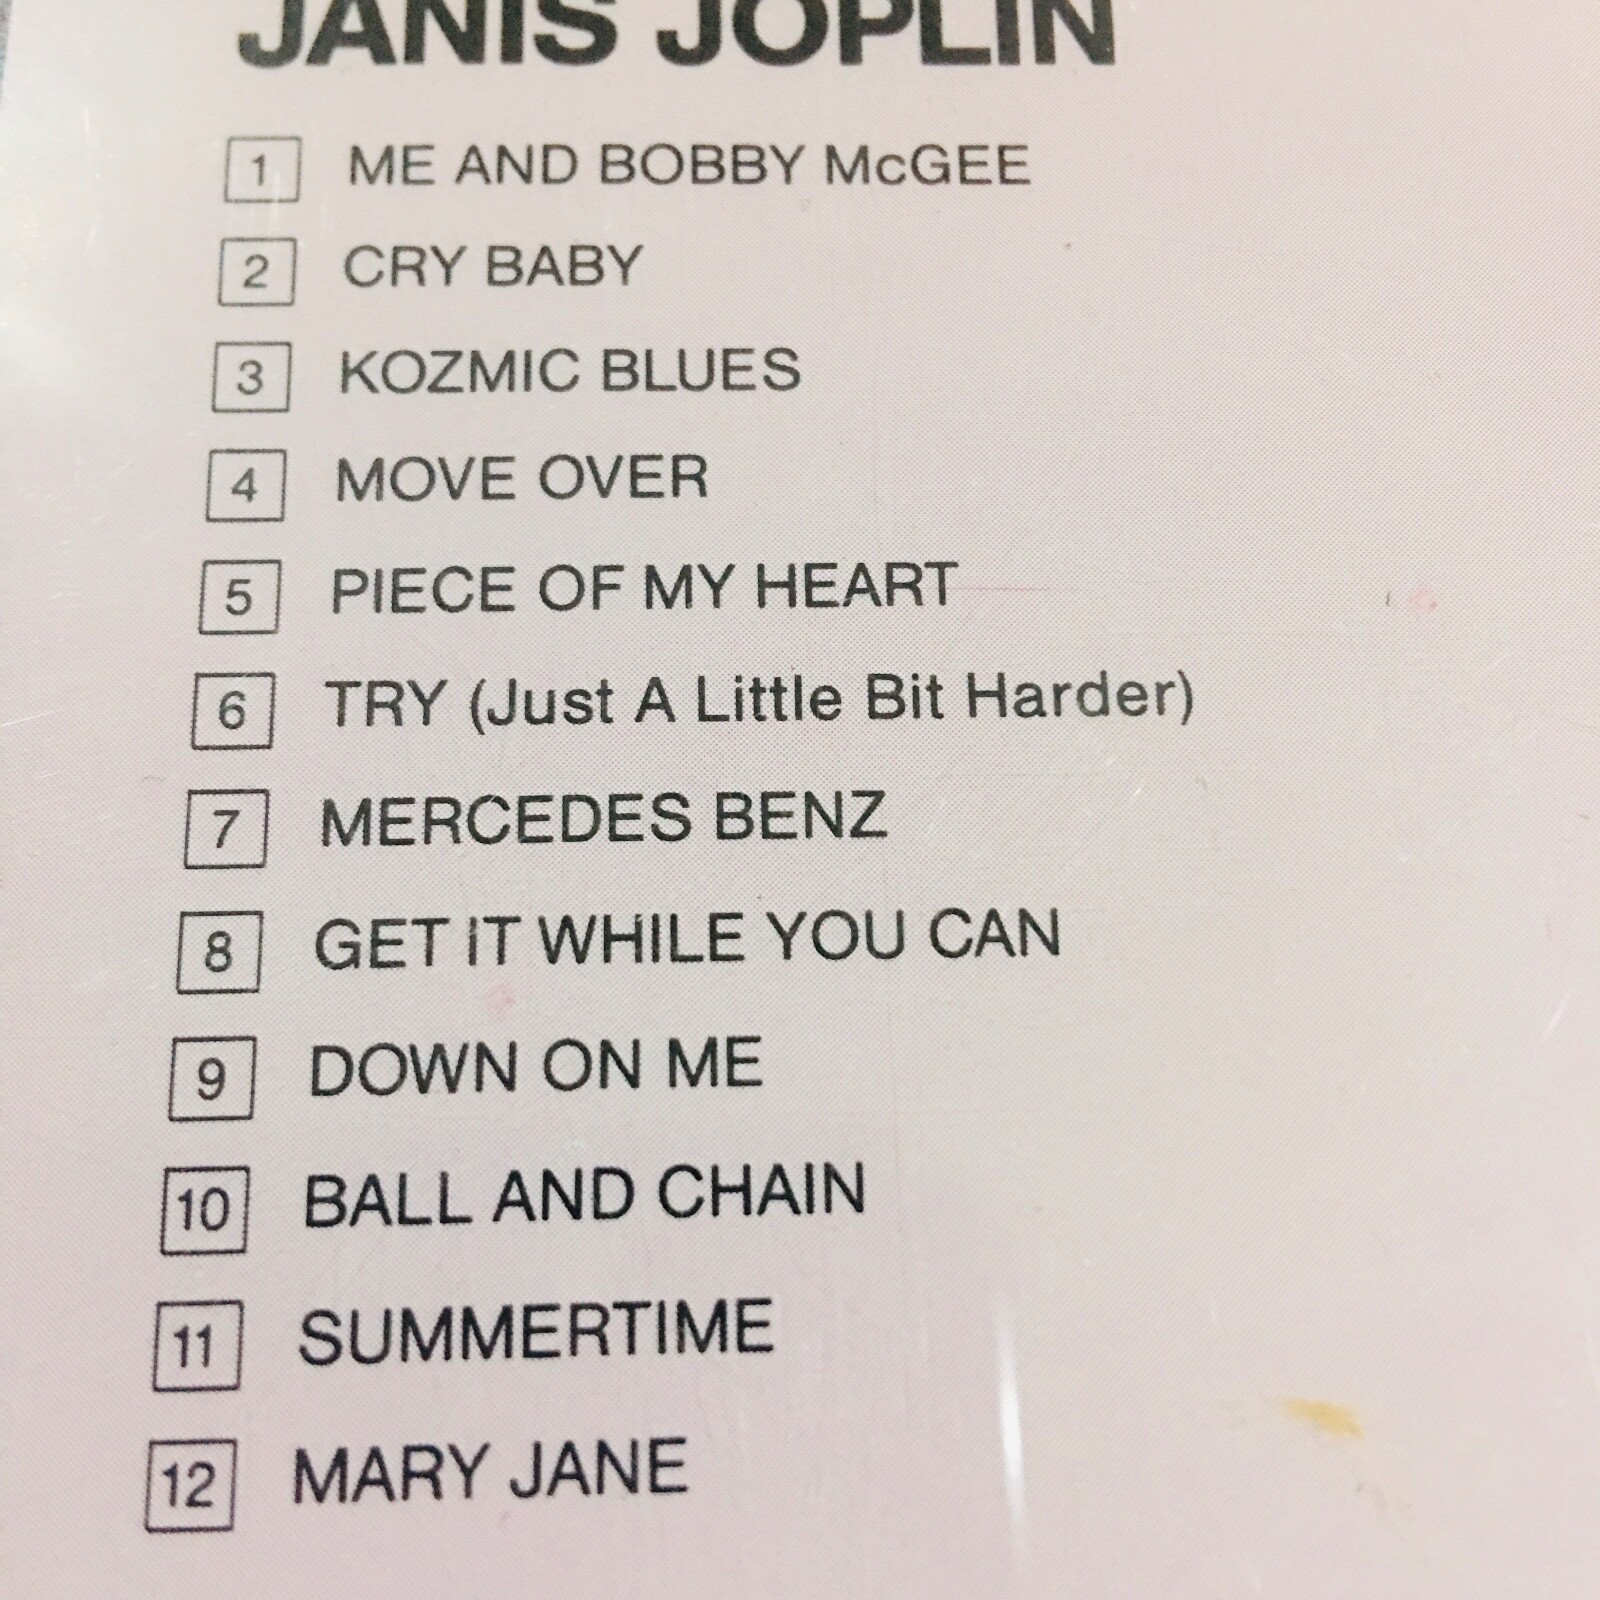 JANIS JOPLIN
1 ME AND BOBBY McGEE
2 CRY BABY
3 KOZMIC BLUES
4 MOVE OVER
5 PIECE OF MY HEART
6 TRY (Just A Little Bit Harder)
7 MERCEDES BENZ
8 GET IT WHILE YOU CAN
9 DOWN ON ME
10 BALL AND CHAIN
11 SUMMERTIME
12 MARY JANE